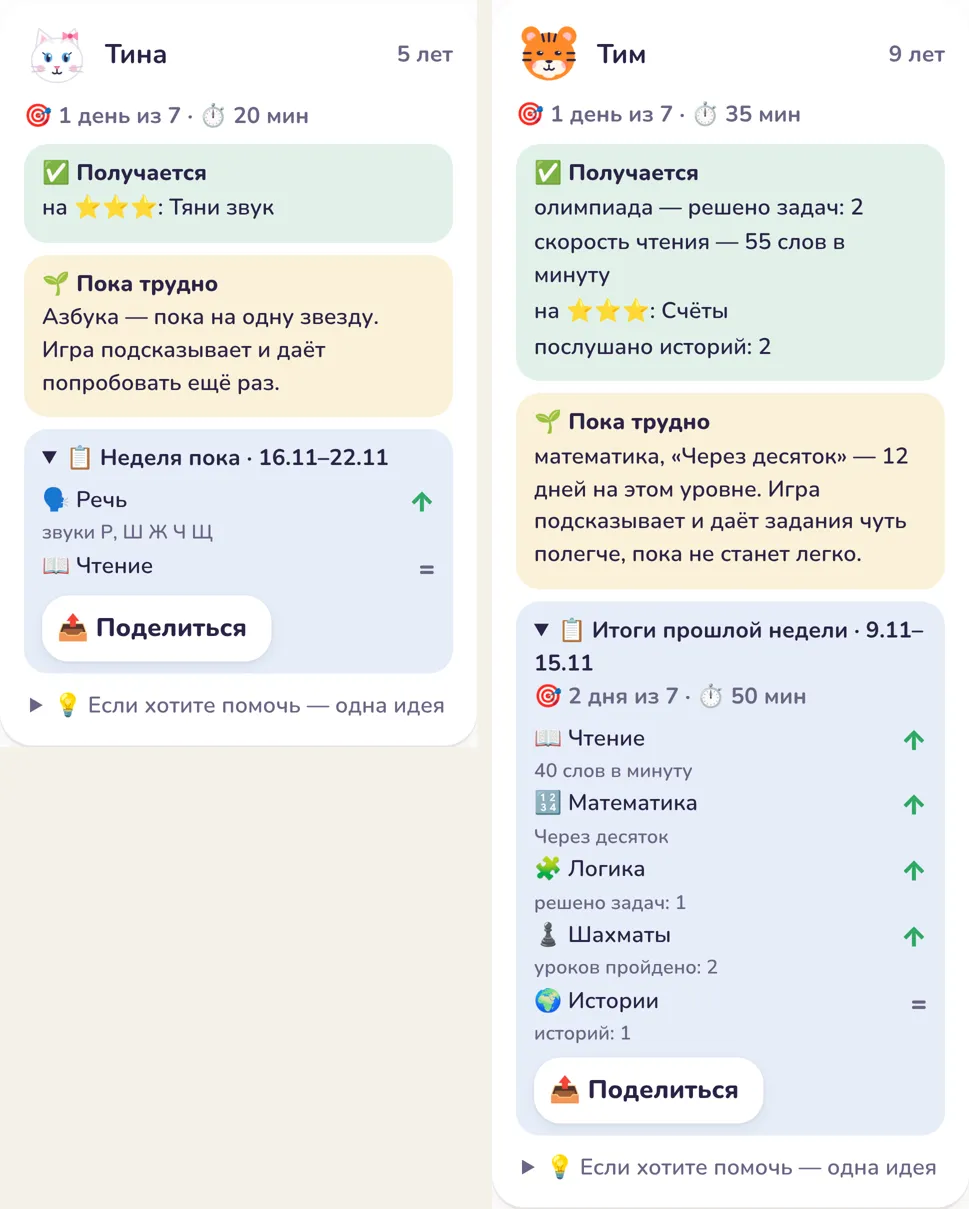 Тина
5 лет
🎯 1 день из 7 · ⏱️ 20 мин
✅ Получается
на ⭐⭐⭐: Тяни звук
🌱 Пока трудно
Азбука — пока на одну звезду.
Игра подсказывает и даёт
попробовать ещё раз.
▼ 📋 Неделя пока · 16.11–22.11
🗣️ Речь ↑
звуки Р, Ш Ж Ч Щ
📖 Чтение =
📤 Поделиться
▶ 💡 Если хотите помочь — одна идея
Тим
9 лет
🎯 1 день из 7 · ⏱️ 35 мин
✅ Получается
олимпиада — решено задач: 2
скорость чтения — 55 слов в
минуту
на ⭐⭐⭐: Счёты
послушано историй: 2
🌱 Пока трудно
математика, «Через десяток» — 12
дней на этом уровне. Игра
подсказывает и даёт задания чуть
полегче, пока не станет легко.
▼ 📋 Итоги прошлой недели · 9.11–
15.11
🎯 2 дня из 7 · ⏱️ 50 мин
📖 Чтение ↑
40 слов в минуту
🔢 Математика ↑
Через десяток
🧩 Логика ↑
решено задач: 1
♟️ Шахматы ↑
уроков пройдено: 2
🌍 Истории =
историй: 1
📤 Поделиться
▶ 💡 Если хотите помочь — одна идея